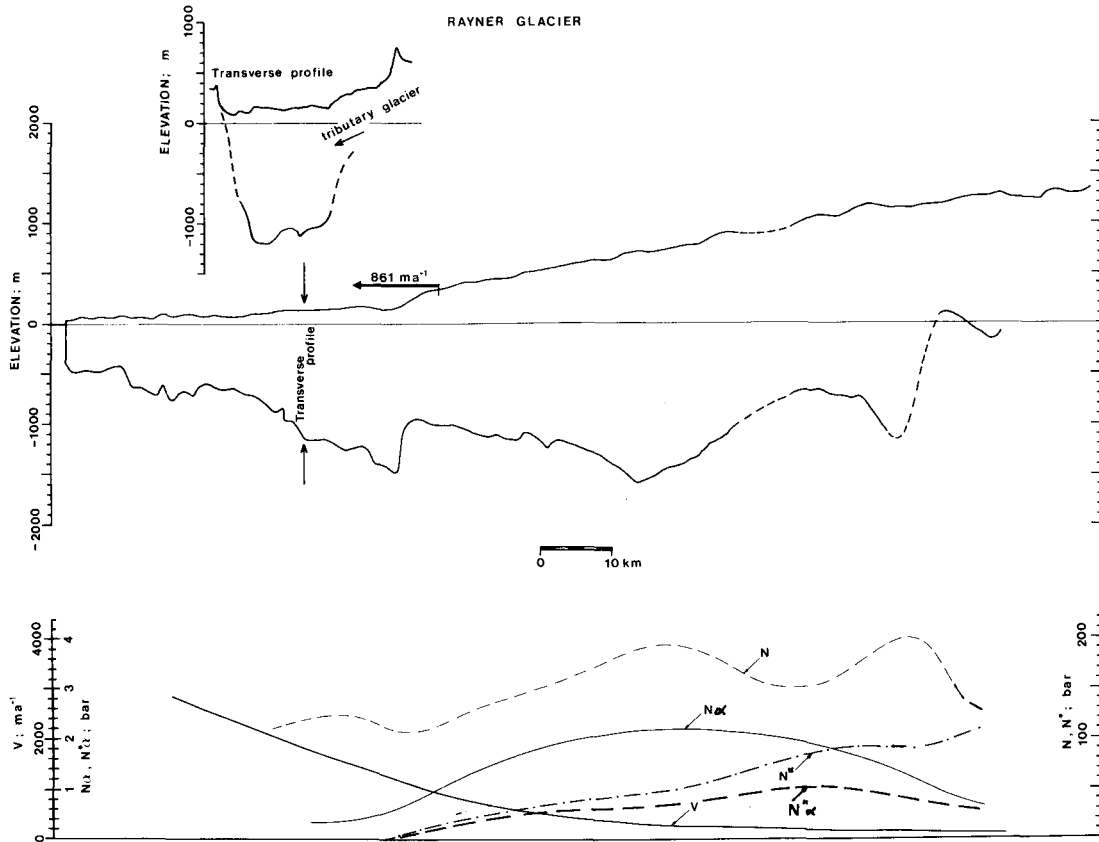 RAYNER GLACIER
1000
0
-1000
ELEVATION; m
Transverse profile
tributary glacier
2000
1000
0
-1000
-2000
ELEVATION; m
861 ma⁻¹
Transverse profile
0 10 km
4000
2000
0
V; ma⁻¹
4
3
2
1
Nα, N*α; bar
N
Nα
N*
V
N*α
200
100
N, N*; bar